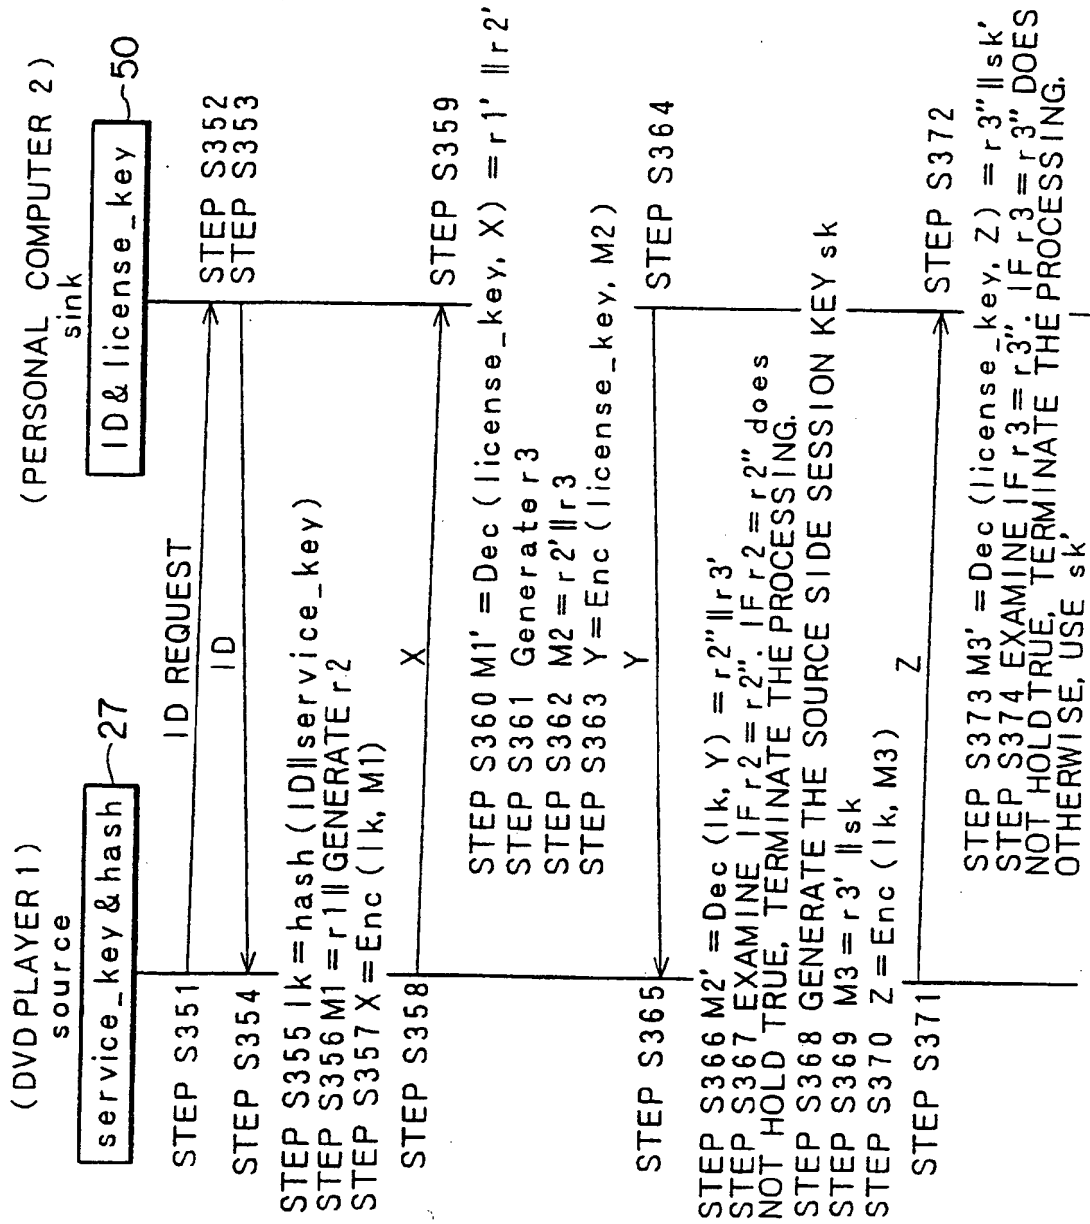 (DVD PLAYER 1)
source
service_key & hash
27
(PERSONAL COMPUTER 2)
sink
ID & license_key
50
STEP S351
ID REQUEST
STEP S352
STEP S353
ID
STEP S354
STEP S355 lk = hash (ID || service_key)
STEP S356 M1 = r1 || GENERATE r2
STEP S357 X = Enc (lk, M1)
STEP S358
X
STEP S359
STEP S360 M1' = Dec (license_key, X) = r1' || r2'
STEP S361 Generate r3
STEP S362 M2 = r2' || r3
STEP S363 Y = Enc (license_key, M2)
Y
STEP S364
STEP S365
STEP S366 M2' = Dec (lk, Y) = r2" || r3'
STEP S367 EXAMINE IF r2 = r2". IF r2 = r2" does
NOT HOLD TRUE, TERMINATE THE PROCESSING.
STEP S368 GENERATE THE SOURCE SIDE SESSION KEY sk
STEP S369 M3 = r3' || sk
STEP S370 Z = Enc (lk, M3)
STEP S371
Z
STEP S372
STEP S373 M3' = Dec (license_key, Z) = r3" || sk'
STEP S374 EXAMINE IF r3 = r3". IF r3 = r3" DOES
NOT HOLD TRUE, TERMINATE THE PROCESSING.
OTHERWISE, USE sk'